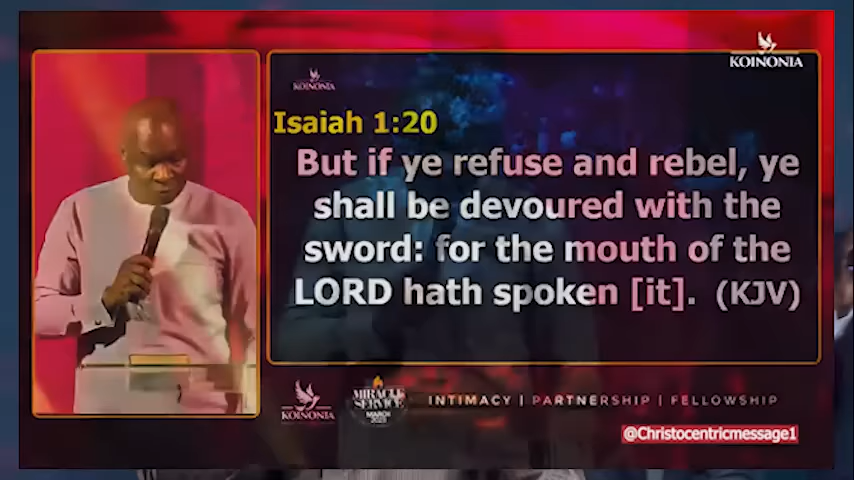 KOINONIA
KOINONIA
Isaiah 1:20
But if ye refuse and rebel, ye
shall be devoured with the
sword: for the mouth of the
LORD hath spoken [it]. (KJV)
KOINONIA
MIRACLE
SERVICE
MARCH
INTIMACY | PARTNERSHIP | FELLOWSHIP
@Christocentricmessage1